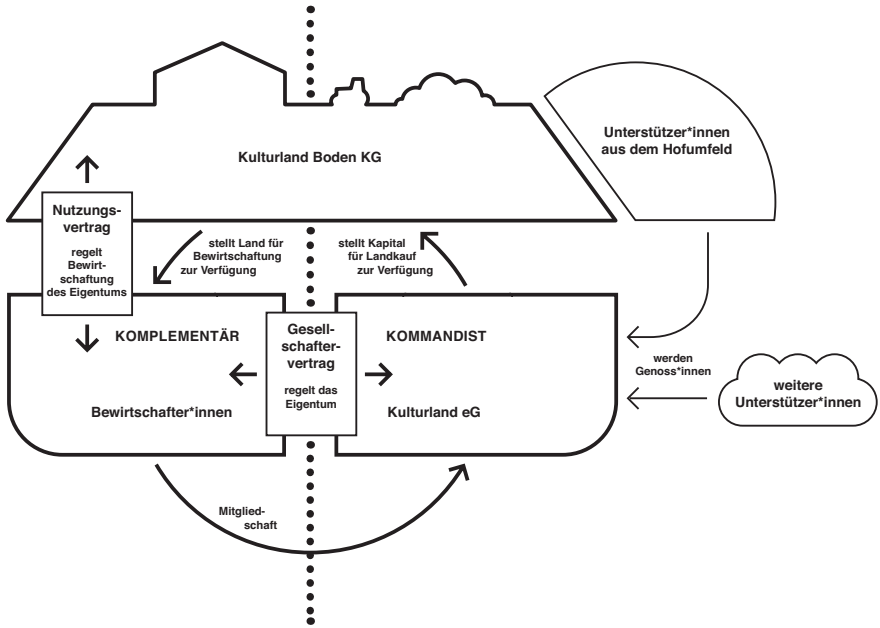 Kulturland Boden KG
Unterstützer*innen
aus dem Hofumfeld
Nutzungs-
vertrag
regelt
Bewirt-
schaftung
des Eigentums
stellt Land für
Bewirtschaftung
zur Verfügung
stellt Kapital
für Landkauf
zur Verfügung
KOMPLEMENTÄR
Bewirtschafter*innen
Gesell-
schafter-
vertrag
regelt das
Eigentum
KOMMANDIST
Kulturland eG
werden
Genoss*innen
weitere
Unterstützer*innen
Mitglied-
schaft